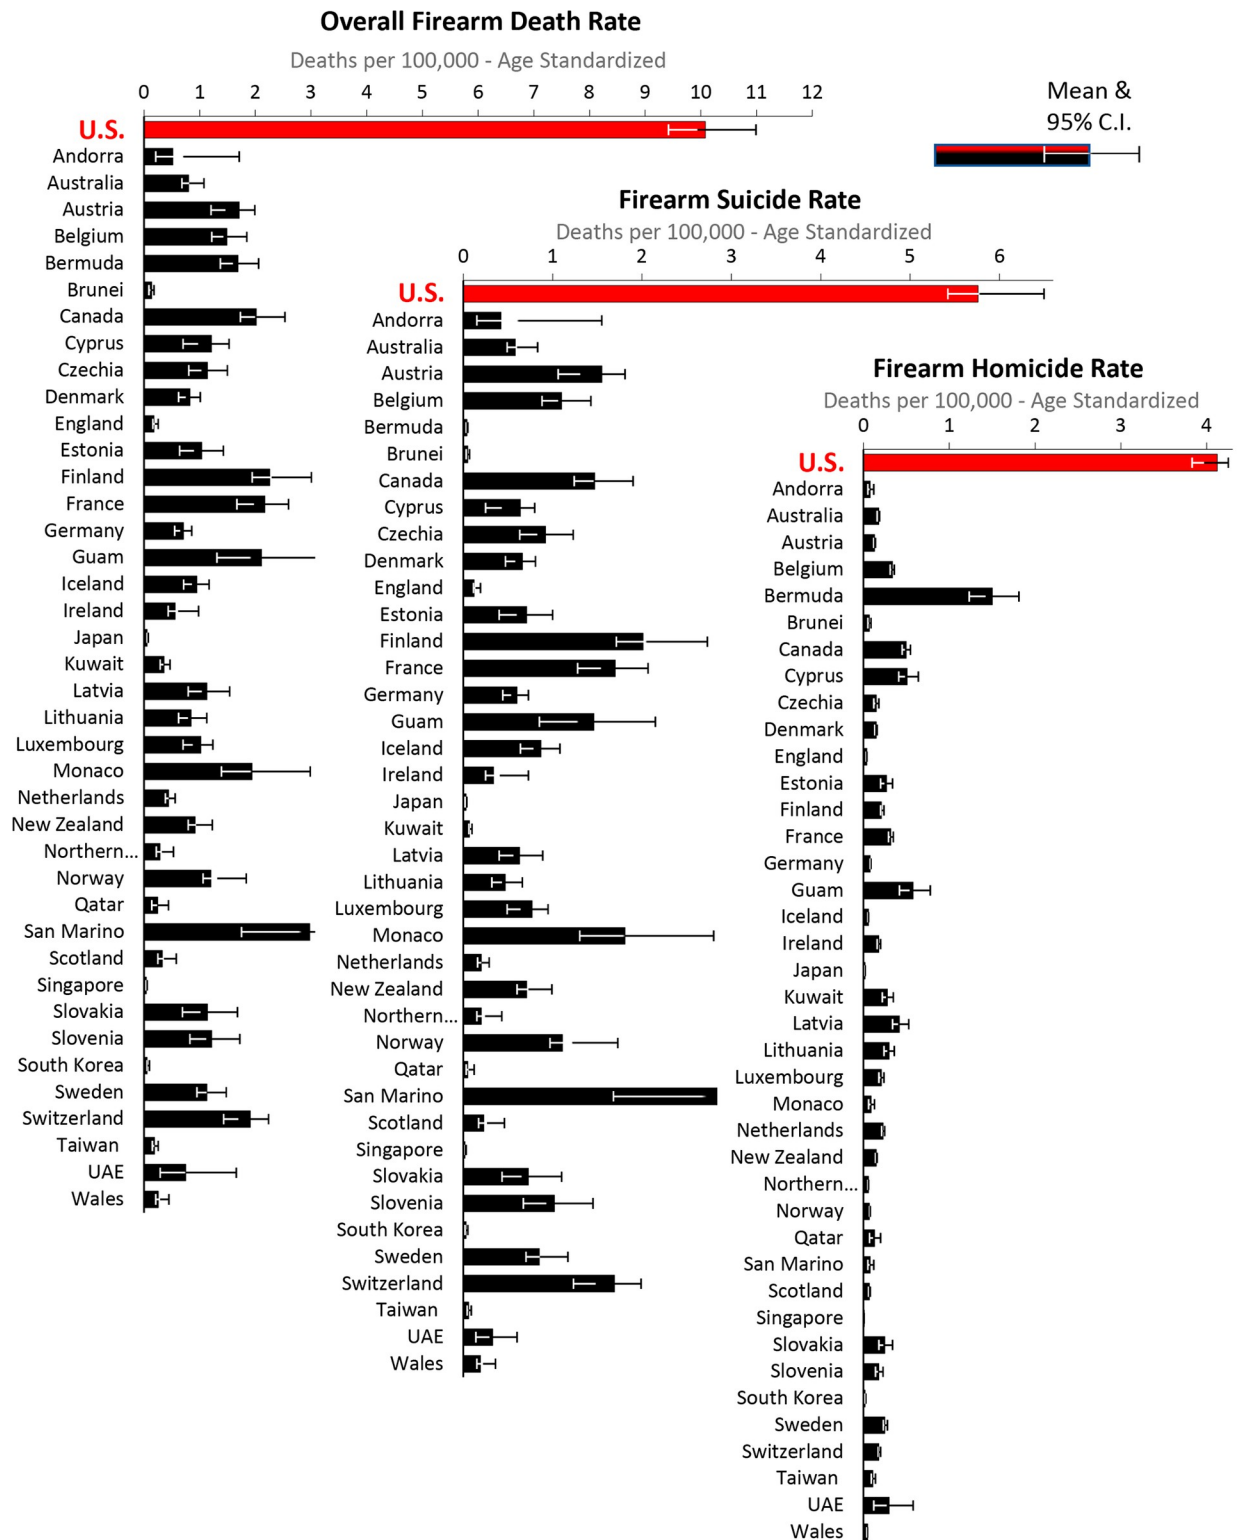 Overall Firearm Death Rate
Deaths per 100,000 - Age Standardized
0 1 2 3 4 5 6 7 8 9 10 11 12
U.S.
Andorra
Australia
Austria
Belgium
Bermuda
Brunei
Canada
Cyprus
Czechia
Denmark
England
Estonia
Finland
France
Germany
Guam
Iceland
Ireland
Japan
Kuwait
Latvia
Lithuania
Luxembourg
Monaco
Netherlands
New Zealand
Northern...
Norway
Qatar
San Marino
Scotland
Singapore
Slovakia
Slovenia
South Korea
Sweden
Switzerland
Taiwan
UAE
Wales
Mean &
95% C.I.
Firearm Suicide Rate
Deaths per 100,000 - Age Standardized
0 1 2 3 4 5 6
U.S.
Andorra
Australia
Austria
Belgium
Bermuda
Brunei
Canada
Cyprus
Czechia
Denmark
England
Estonia
Finland
France
Germany
Guam
Iceland
Ireland
Japan
Kuwait
Latvia
Lithuania
Luxembourg
Monaco
Netherlands
New Zealand
Northern...
Norway
Qatar
San Marino
Scotland
Singapore
Slovakia
Slovenia
South Korea
Sweden
Switzerland
Taiwan
UAE
Wales
Firearm Homicide Rate
Deaths per 100,000 - Age Standardized
0 1 2 3 4
U.S.
Andorra
Australia
Austria
Belgium
Bermuda
Brunei
Canada
Cyprus
Czechia
Denmark
England
Estonia
Finland
France
Germany
Guam
Iceland
Ireland
Japan
Kuwait
Latvia
Lithuania
Luxembourg
Monaco
Netherlands
New Zealand
Northern...
Norway
Qatar
San Marino
Scotland
Singapore
Slovakia
Slovenia
South Korea
Sweden
Switzerland
Taiwan
UAE
Wales